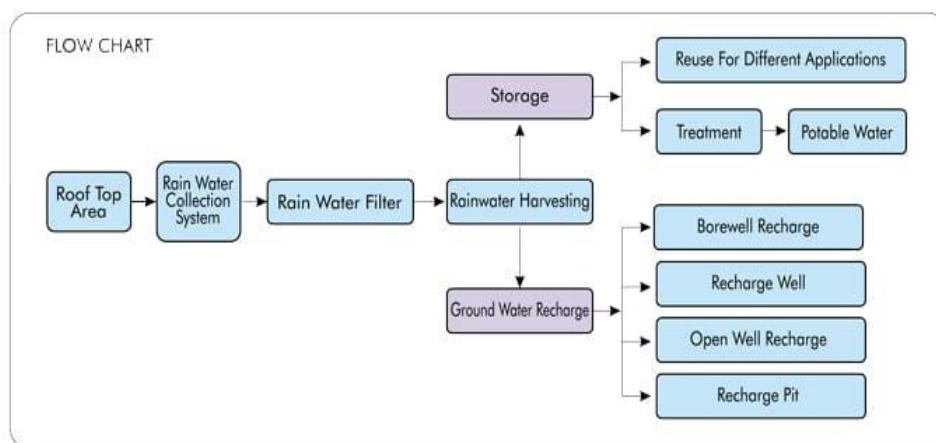 FLOW CHART
Roof Top
Area
Rain Water
Collection
System
Rain Water Filter
Rainwater Harvesting
Storage
Reuse For Different Applications
Treatment
Potable Water
Ground Water Recharge
Borewell Recharge
Recharge Well
Open Well Recharge
Recharge Pit